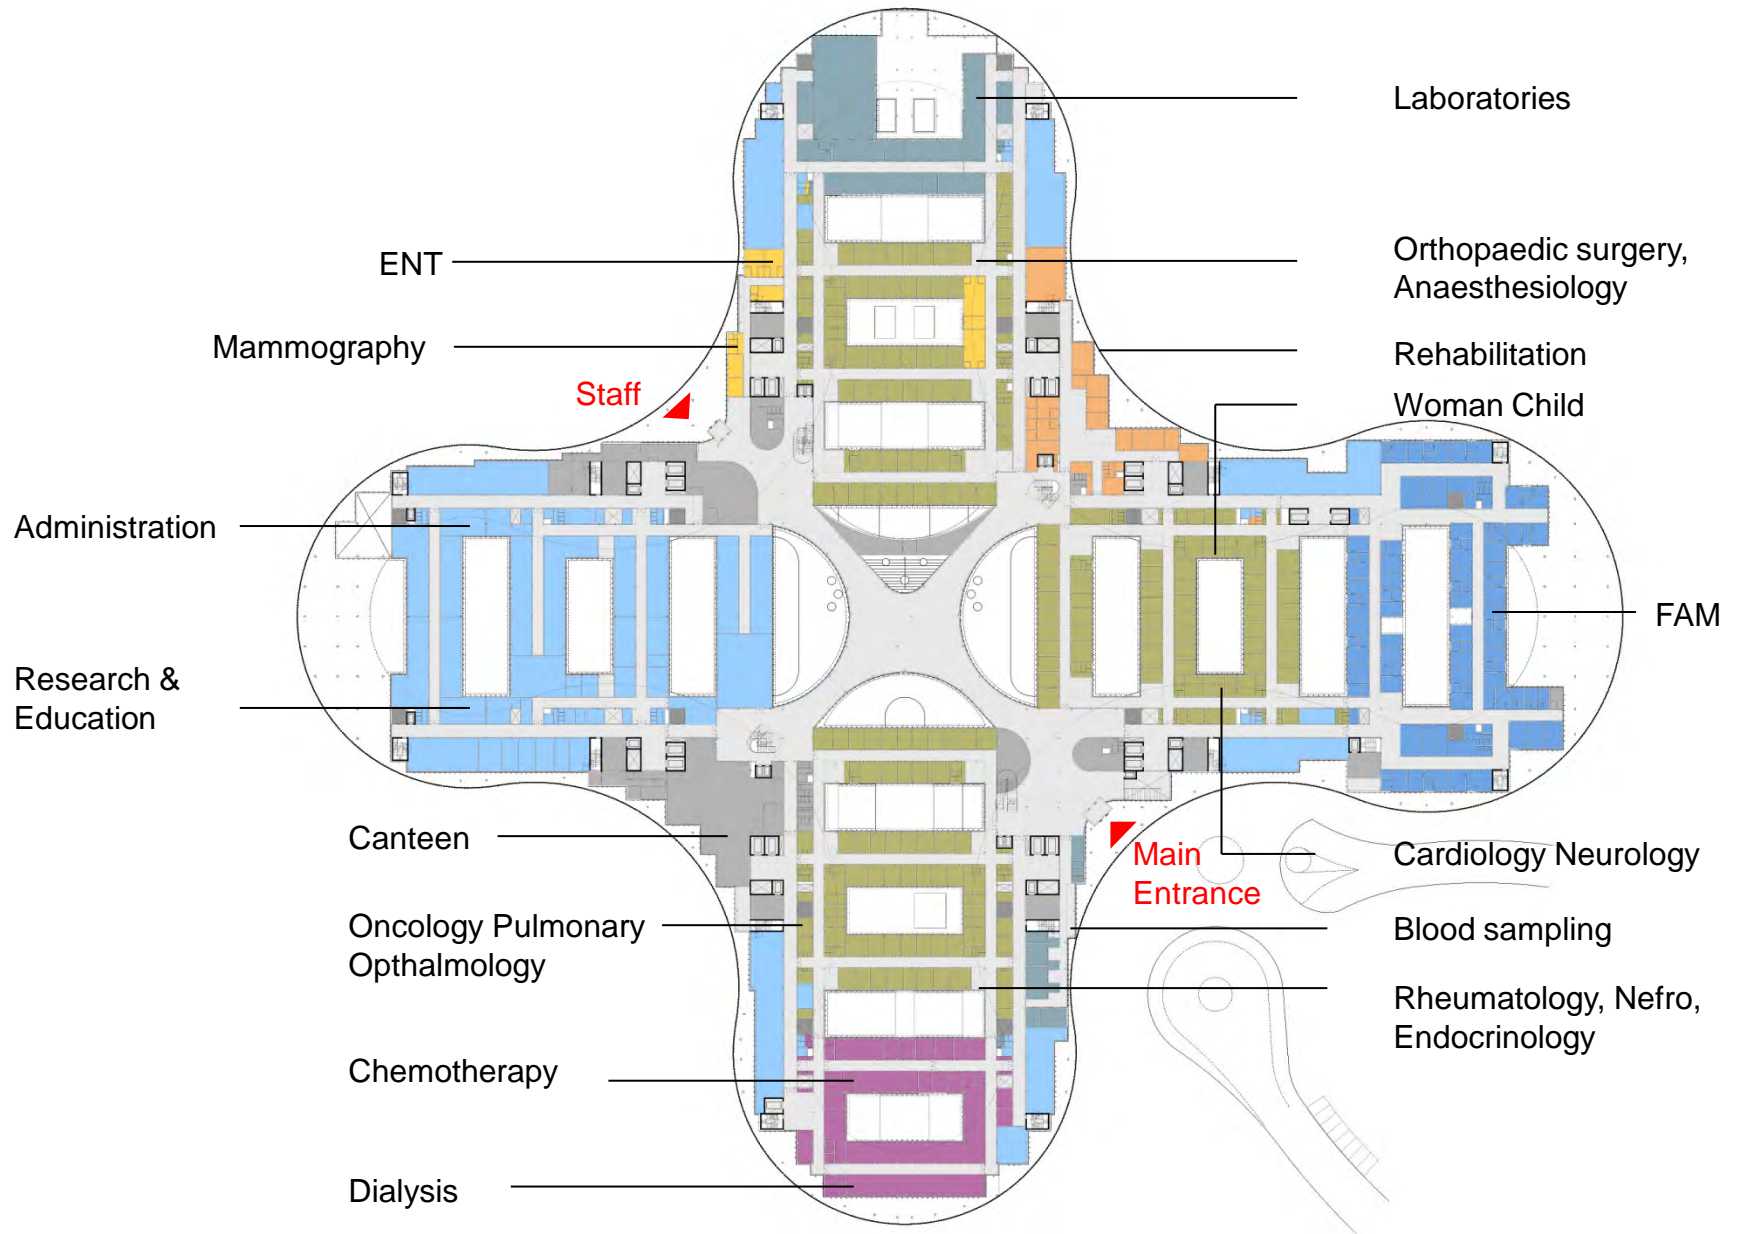 Laboratories
ENT
Orthopaedic surgery,
Anaesthesiology
Mammography
Rehabilitation
Staff
Woman Child
Administration
FAM
Research &
Education
Canteen
Main
Entrance
Cardiology Neurology
Oncology Pulmonary
Opthalmology
Blood sampling
Rheumatology, Nefro,
Endocrinology
Chemotherapy
Dialysis